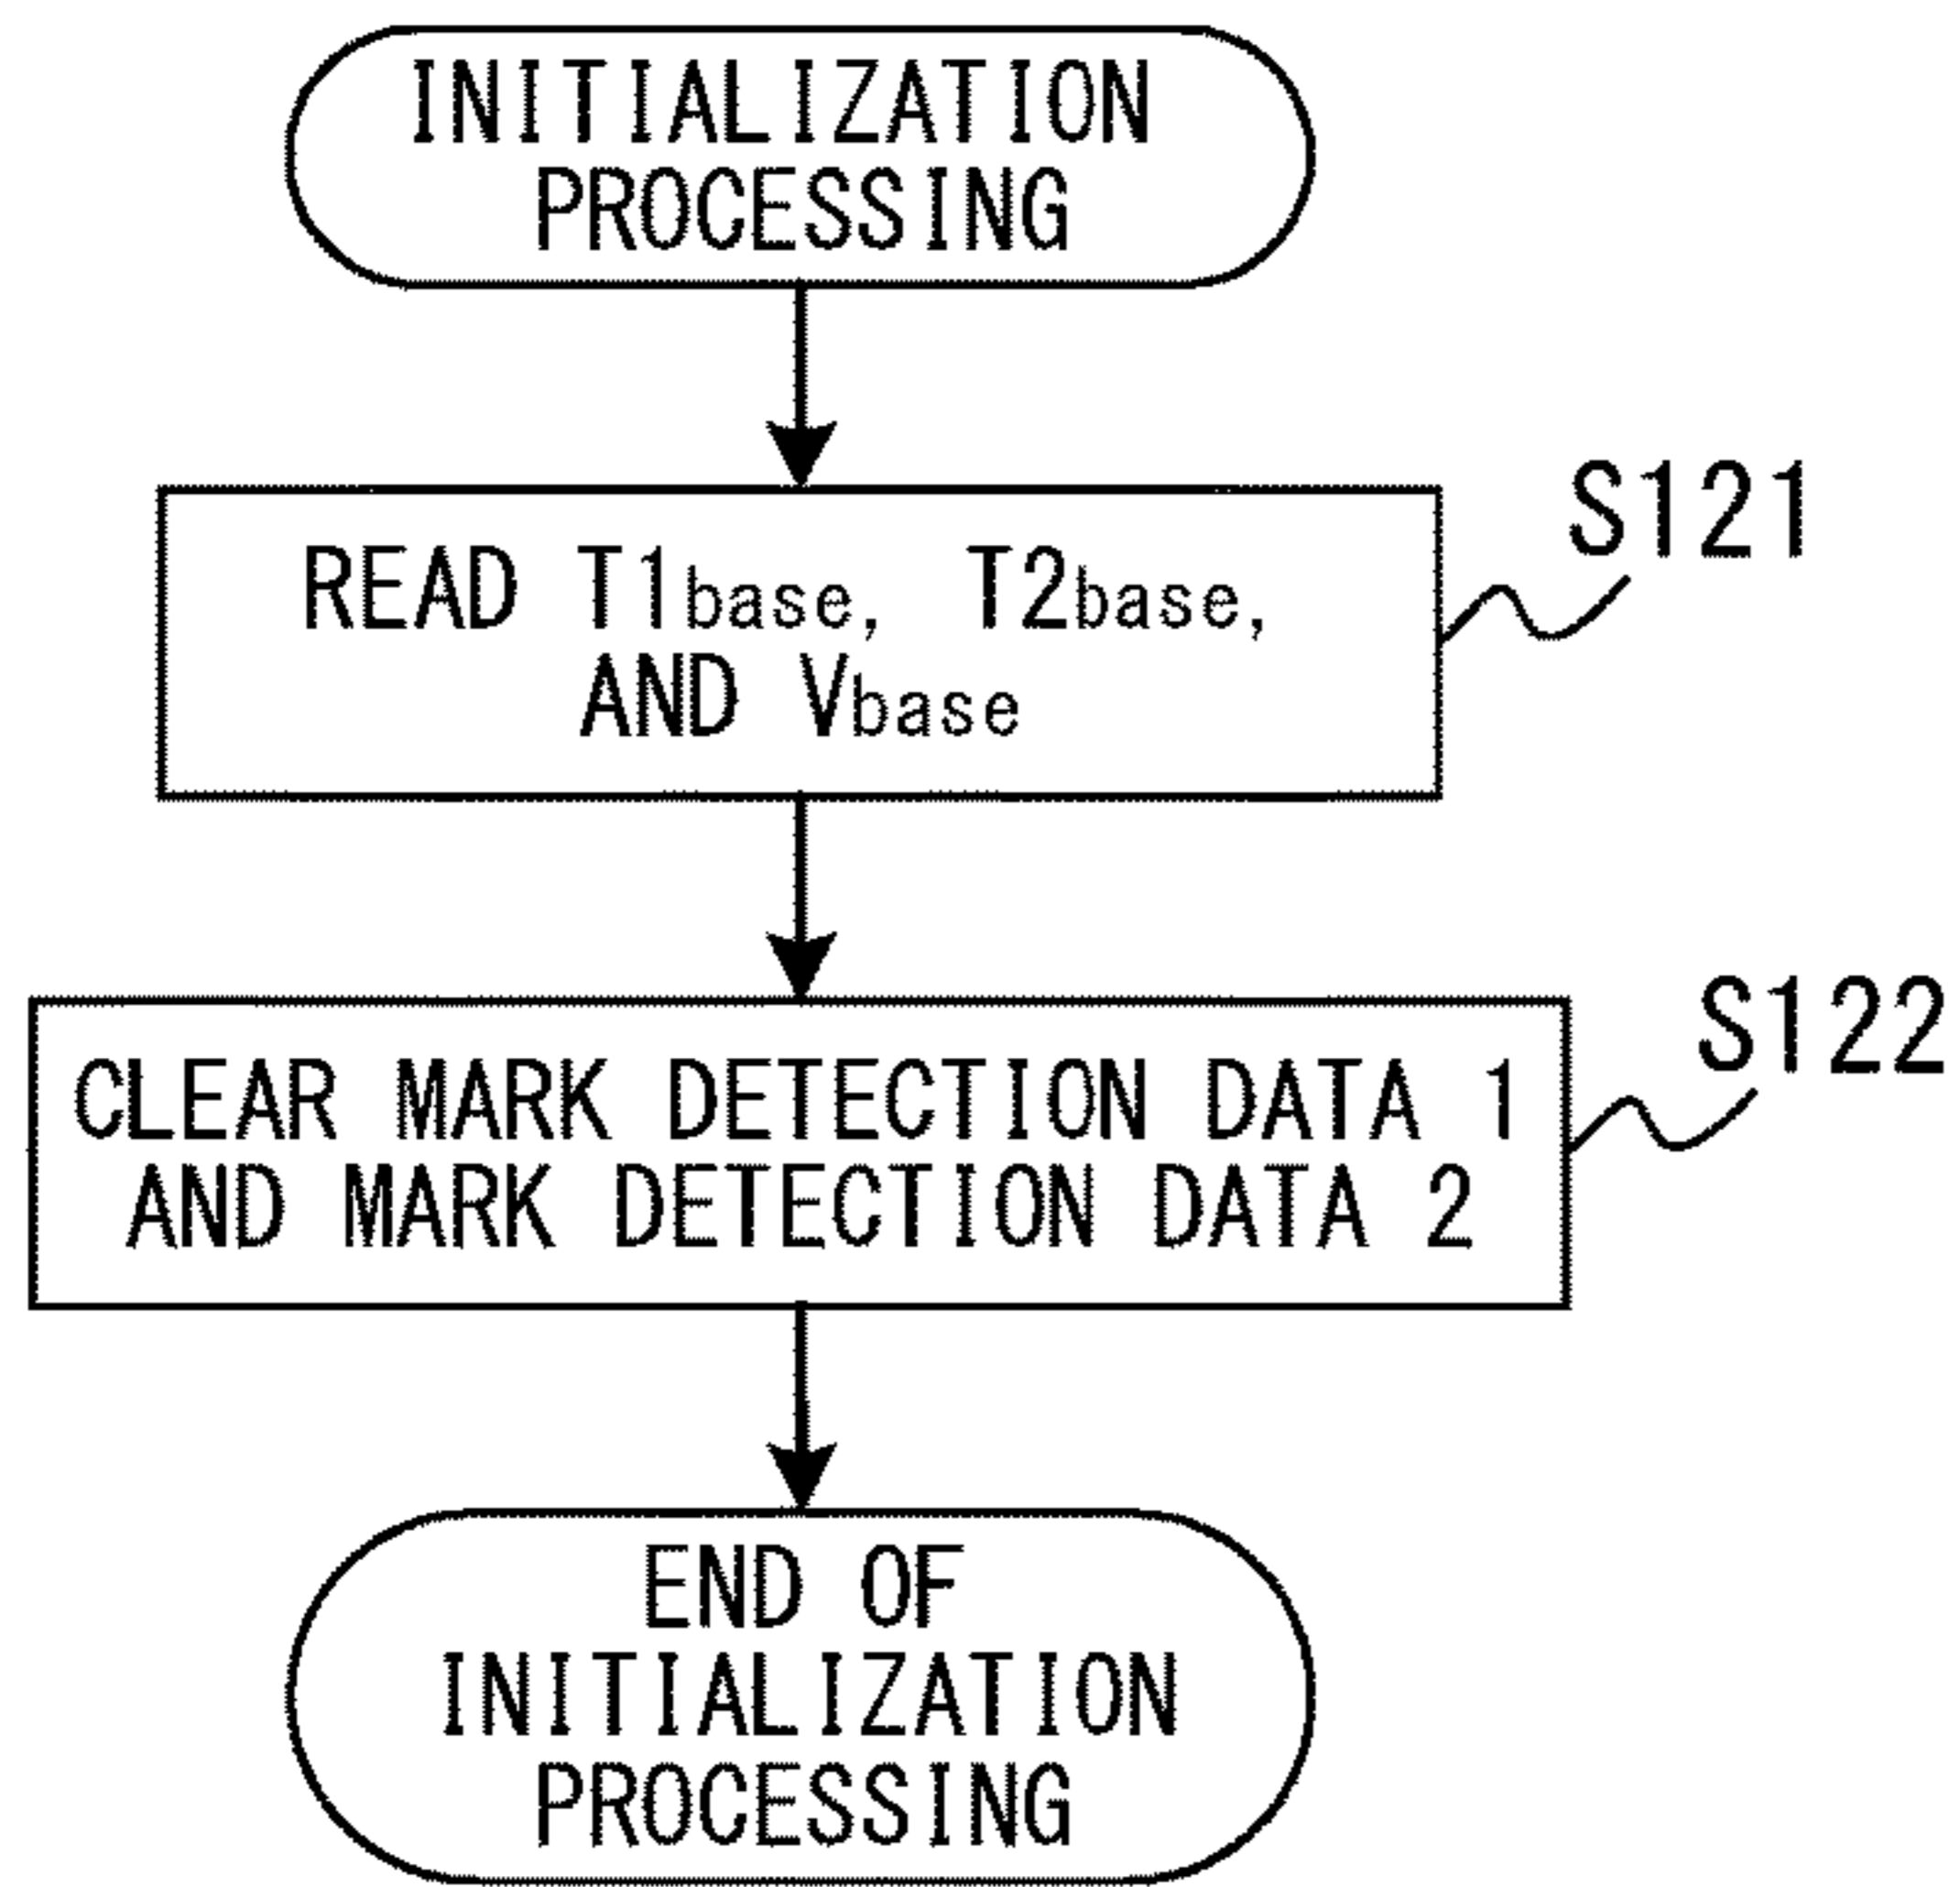 INITIALIZATION
PROCESSING
S121
READ T1base, T2base,
AND Vbase
S122
CLEAR MARK DETECTION DATA 1
AND MARK DETECTION DATA 2
END OF
INITIALIZATION
PROCESSING